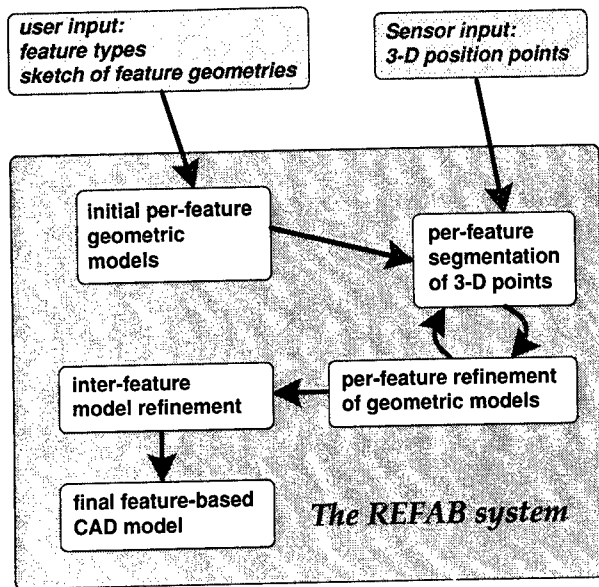 user input:
feature types
sketch of feature geometries
Sensor input:
3-D position points
initial per-feature
geometric
models
per-feature
segmentation
of 3-D points
inter-feature
model refinement
per-feature refinement
of geometric models
final feature-based
CAD model
The REFAB system